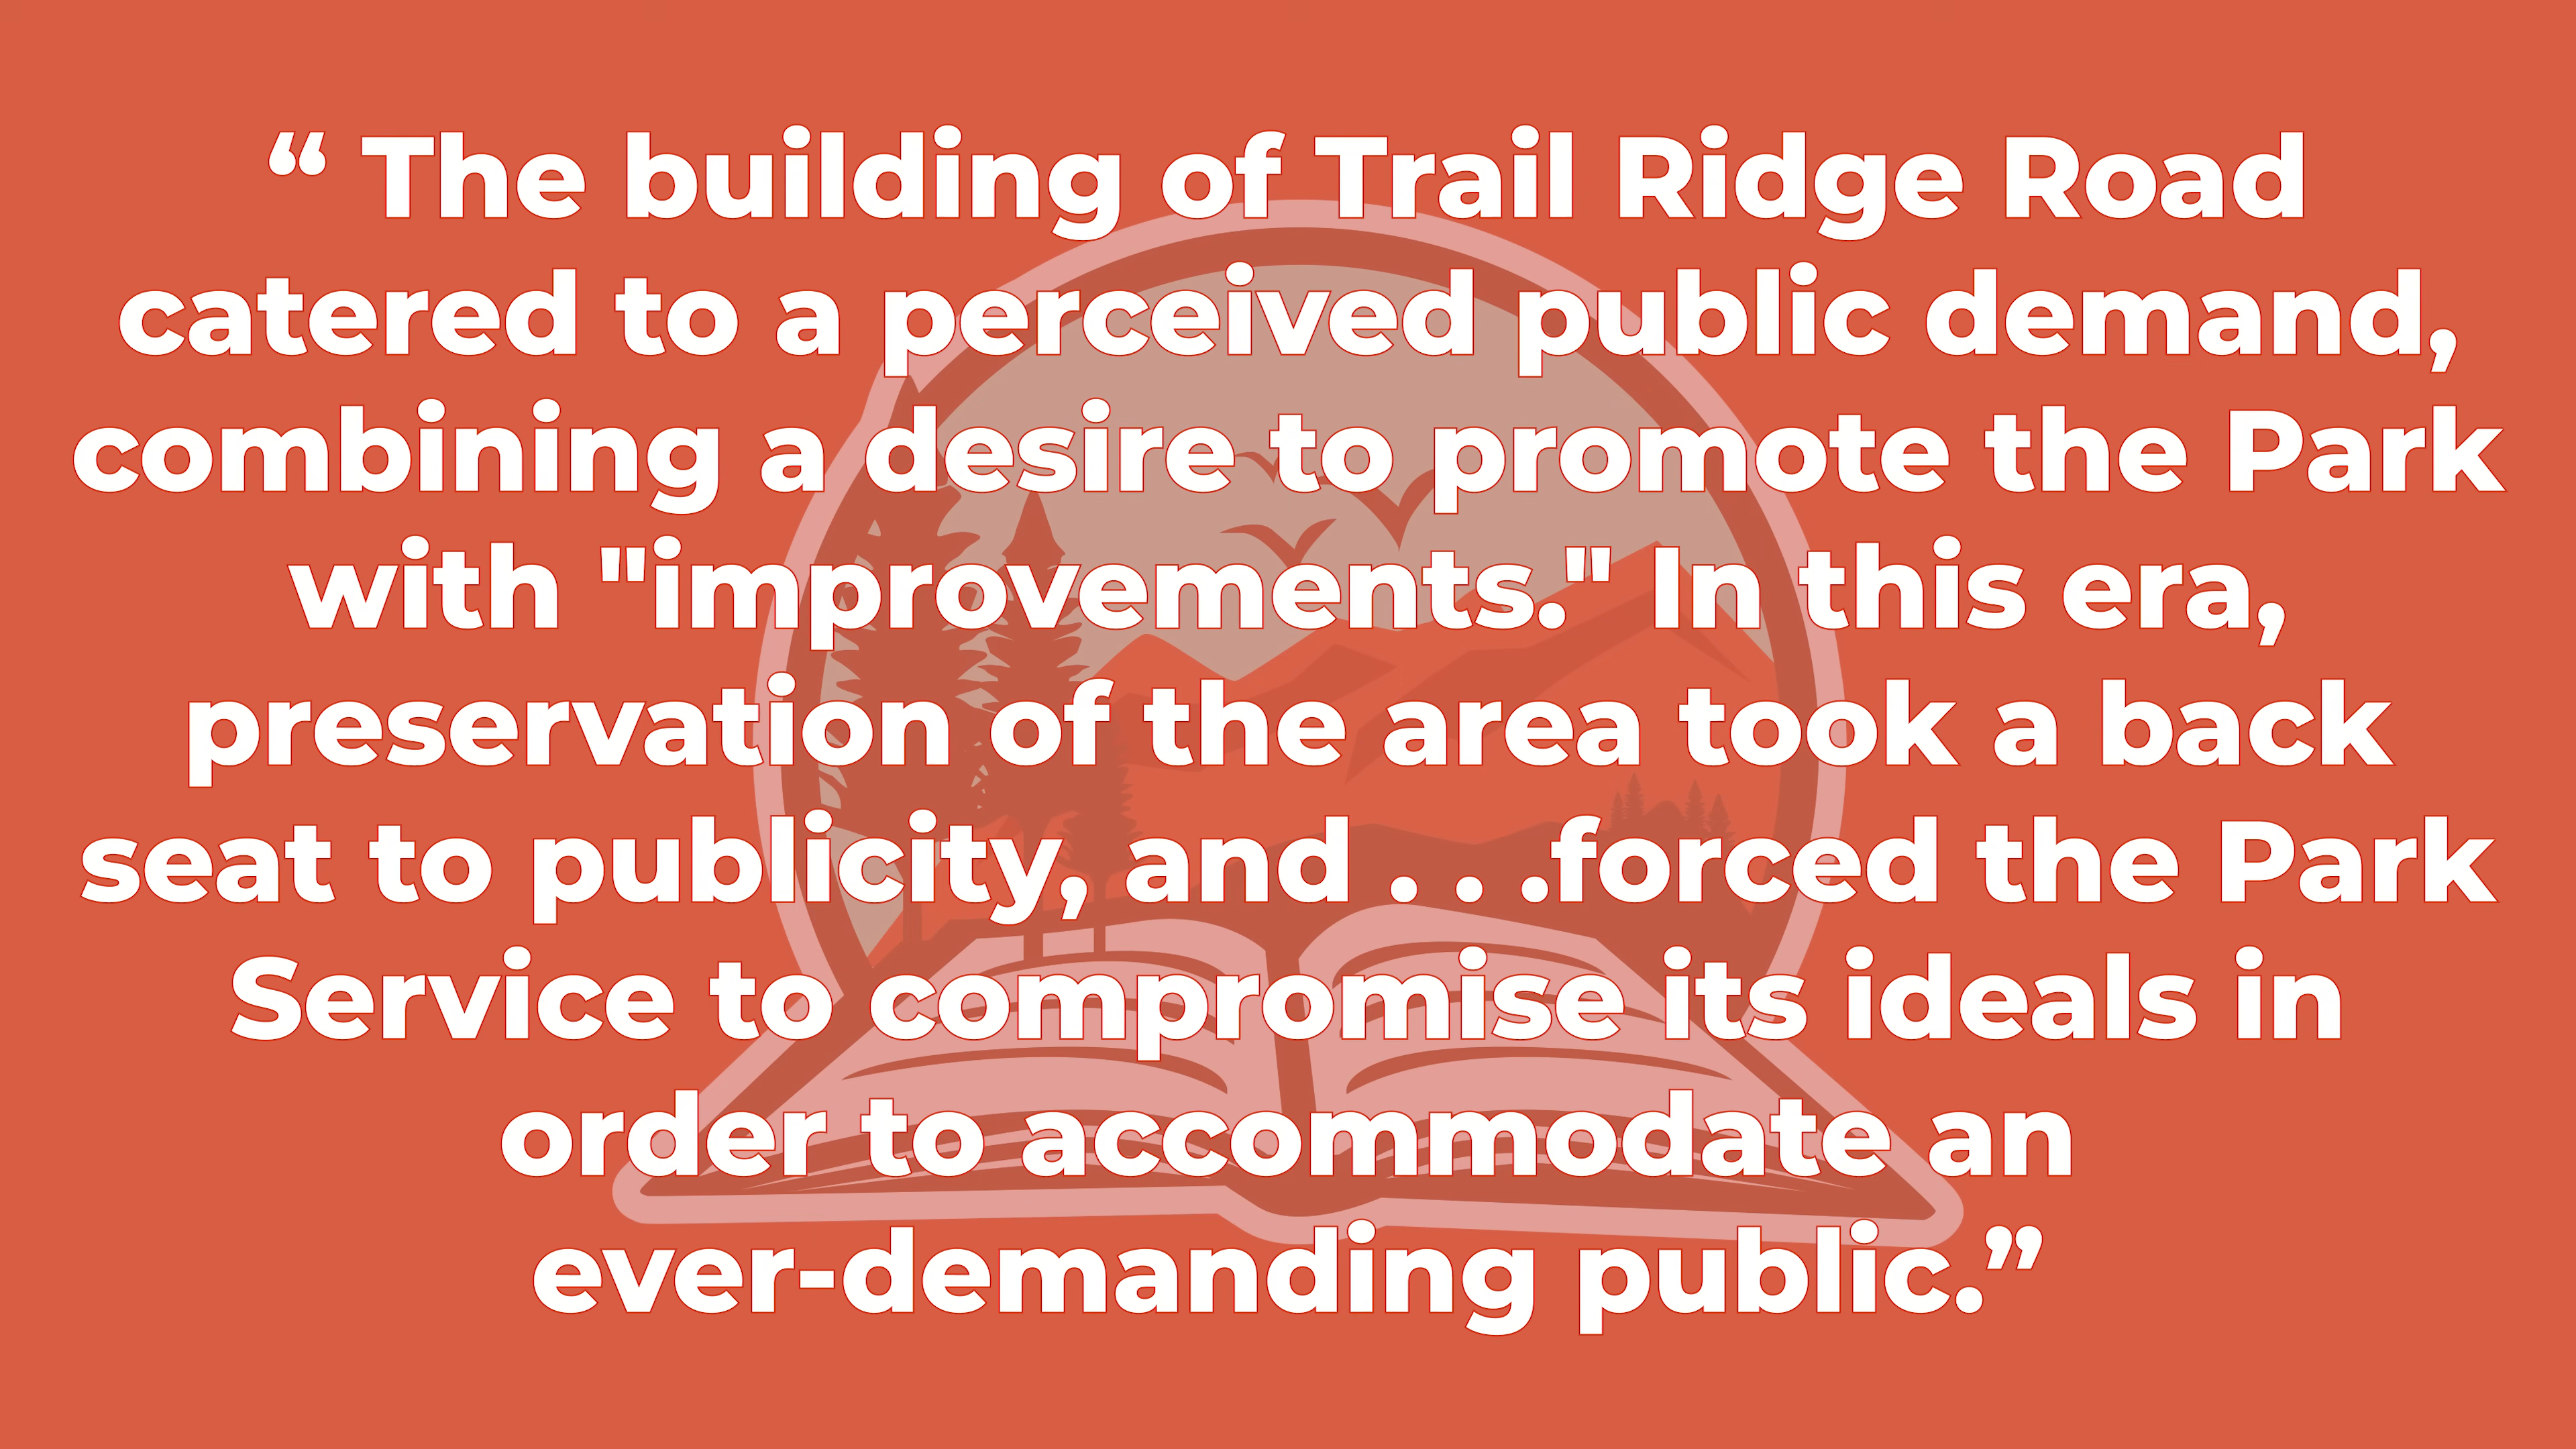 “ The building of Trail Ridge Road
catered to a perceived public demand,
combining a desire to promote the Park
with "improvements." In this era,
preservation of the area took a back
seat to publicity, and . . .forced the Park
Service to compromise its ideals in
order to accommodate an
ever-demanding public.”